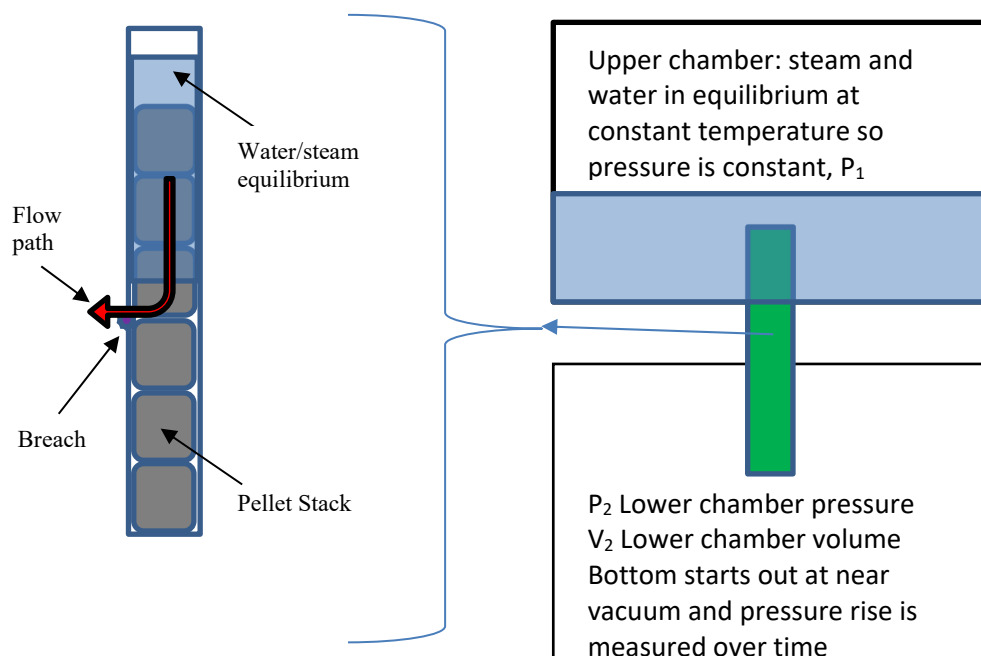 Water/steam
equilibrium
Flow
path
Breach
Pellet Stack
Upper chamber: steam and
water in equilibrium at
constant temperature so
pressure is constant, P₁
P₂ Lower chamber pressure
V₂ Lower chamber volume
Bottom starts out at near
vacuum and pressure rise is
measured over time